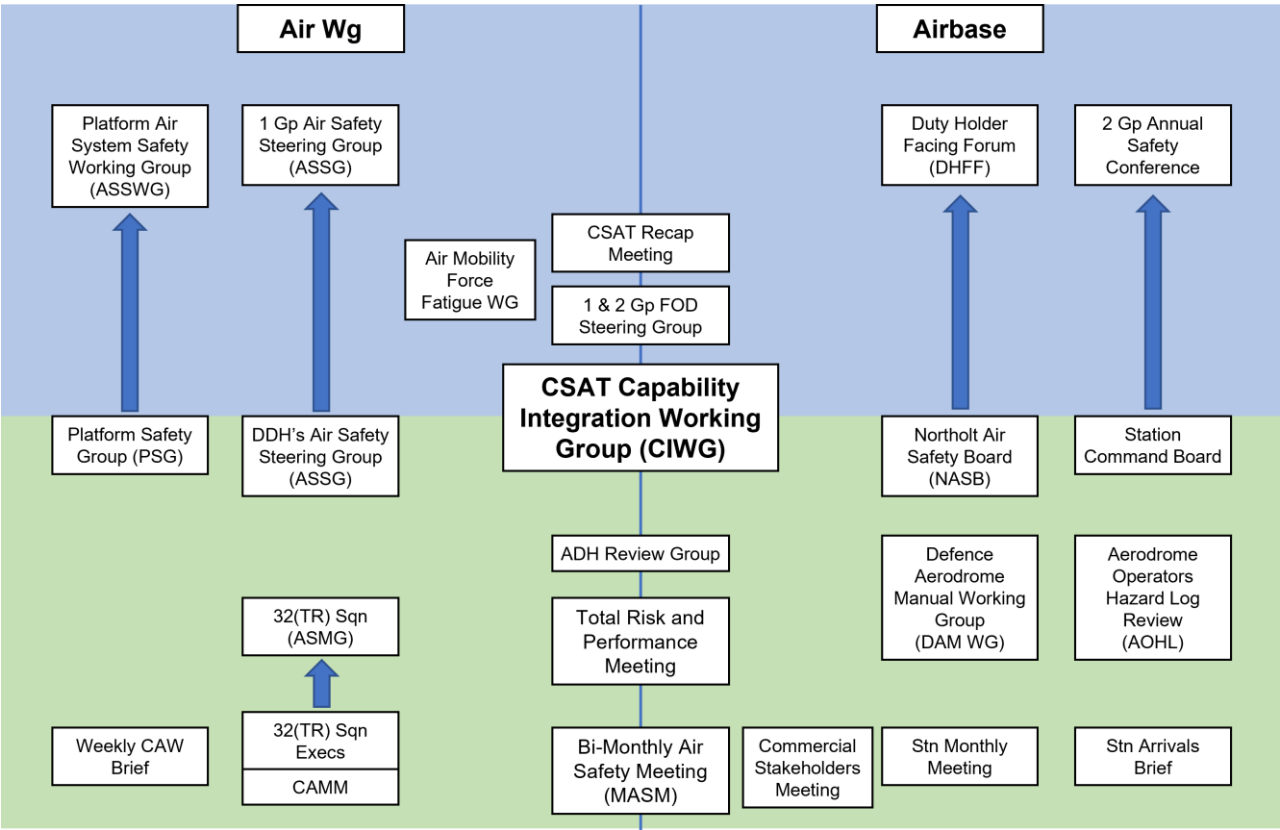 Air Wg
Airbase
Platform Air
System Safety
Working Group
(ASSWG)
1 Gp Air Safety
Steering Group
(ASSG)
Duty Holder
Facing Forum
(DHFF)
2 Gp Annual
Safety
Conference
CSAT Recap
Meeting
Air Mobility
Force
Fatigue WG
1 & 2 Gp FOD
Steering Group
CSAT Capability
Integration Working
Group (CIWG)
Platform Safety
Group (PSG)
DDH's Air Safety
Steering Group
(ASSG)
Northolt Air
Safety Board
(NASB)
Station
Command Board
ADH Review Group
Defence
Aerodrome
Manual Working
Group
(DAM WG)
Aerodrome
Operators
Hazard Log
Review
(AOHL)
32(TR) Sqn
(ASMG)
Total Risk and
Performance
Meeting
Weekly CAW
Brief
32(TR) Sqn
Execs
CAMM
Bi-Monthly Air
Safety Meeting
(MASM)
Commercial
Stakeholders
Meeting
Stn Monthly
Meeting
Stn Arrivals
Brief